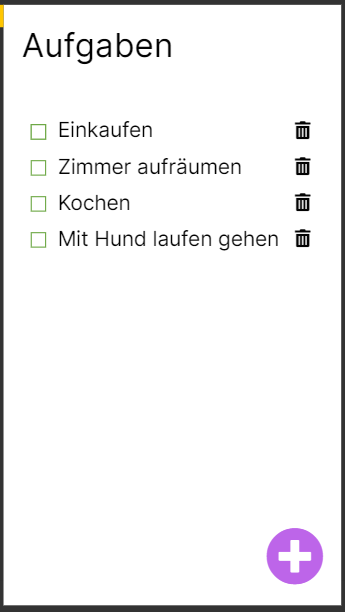 Aufgaben
Einkaufen
Zimmer aufräumen
Kochen
Mit Hund laufen gehen